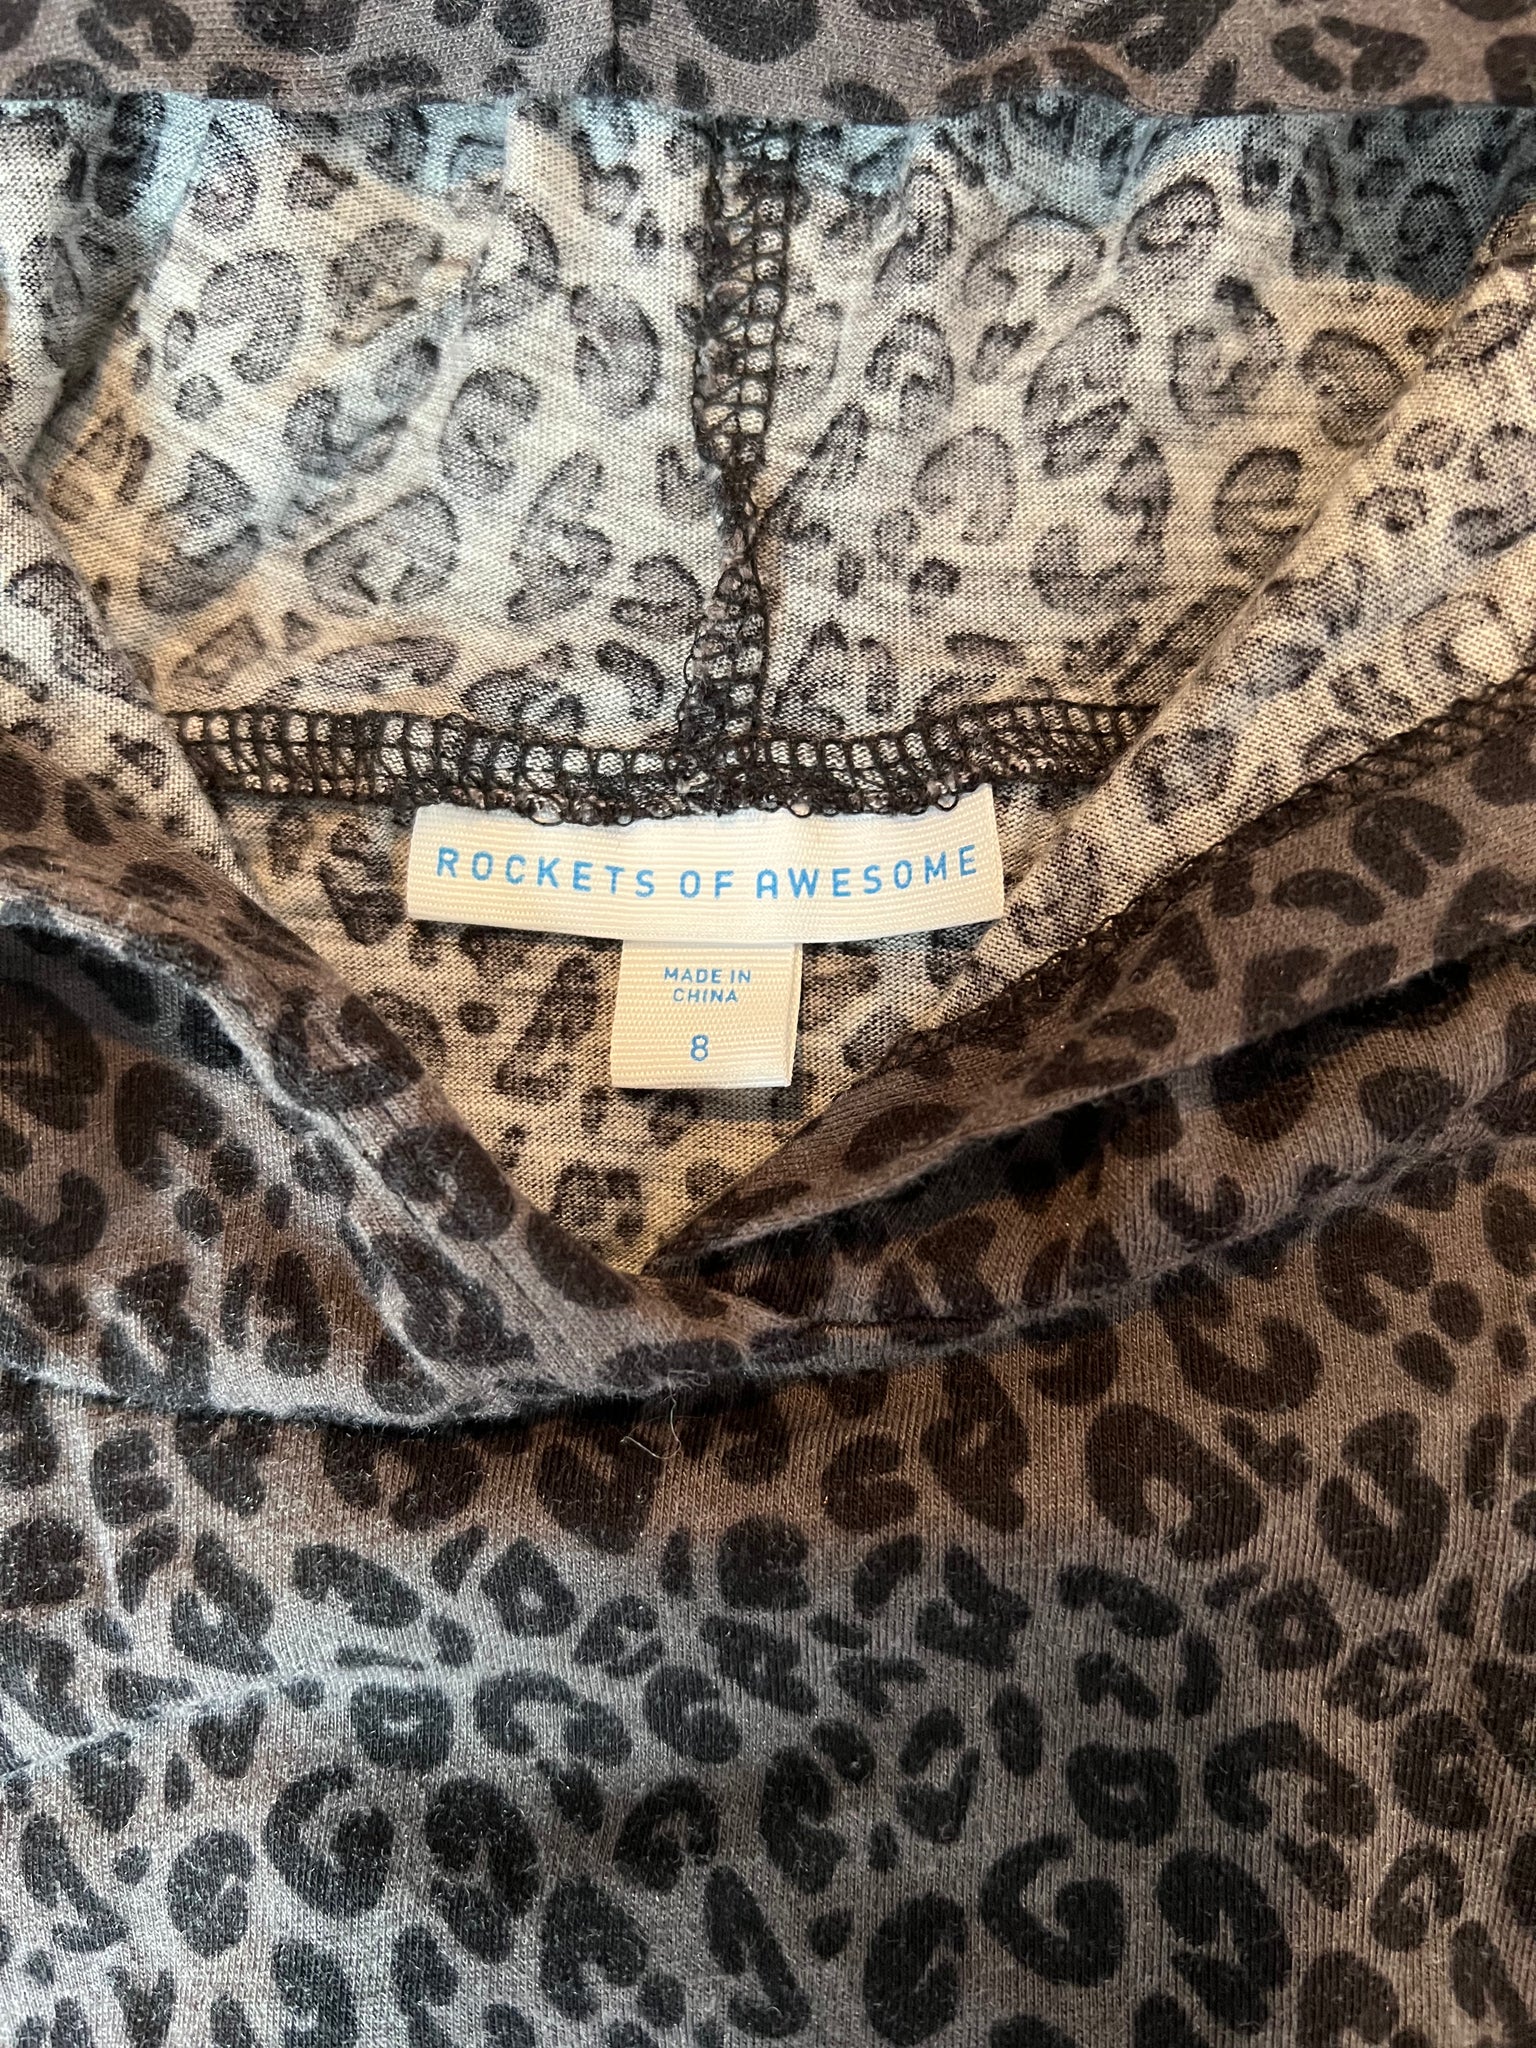 ROCKETS OF AWESOME
MADE IN
CHINA
8